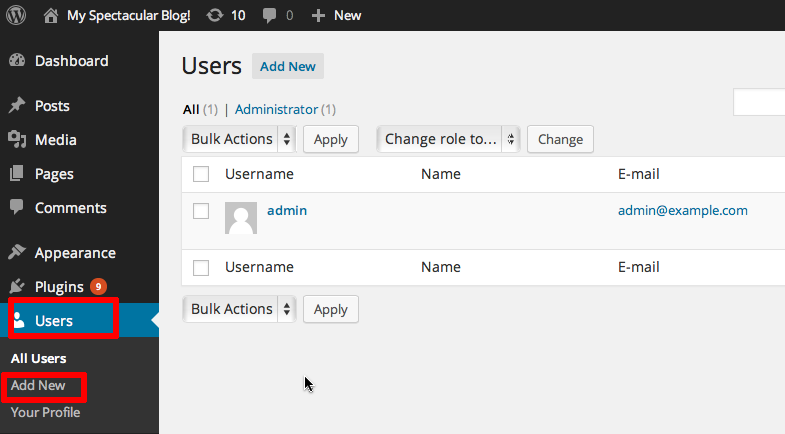 My Spectacular Blog! 10 0 New
Dashboard
Posts
Media
Pages
Comments
Appearance
Plugins 9
Users
All Users
Add New
Your Profile
Users Add New
All (1) | Administrator (1)
Bulk Actions Apply Change role to... Change
Username Name E-mail
admin admin@example.com
Username Name E-mail
Bulk Actions Apply